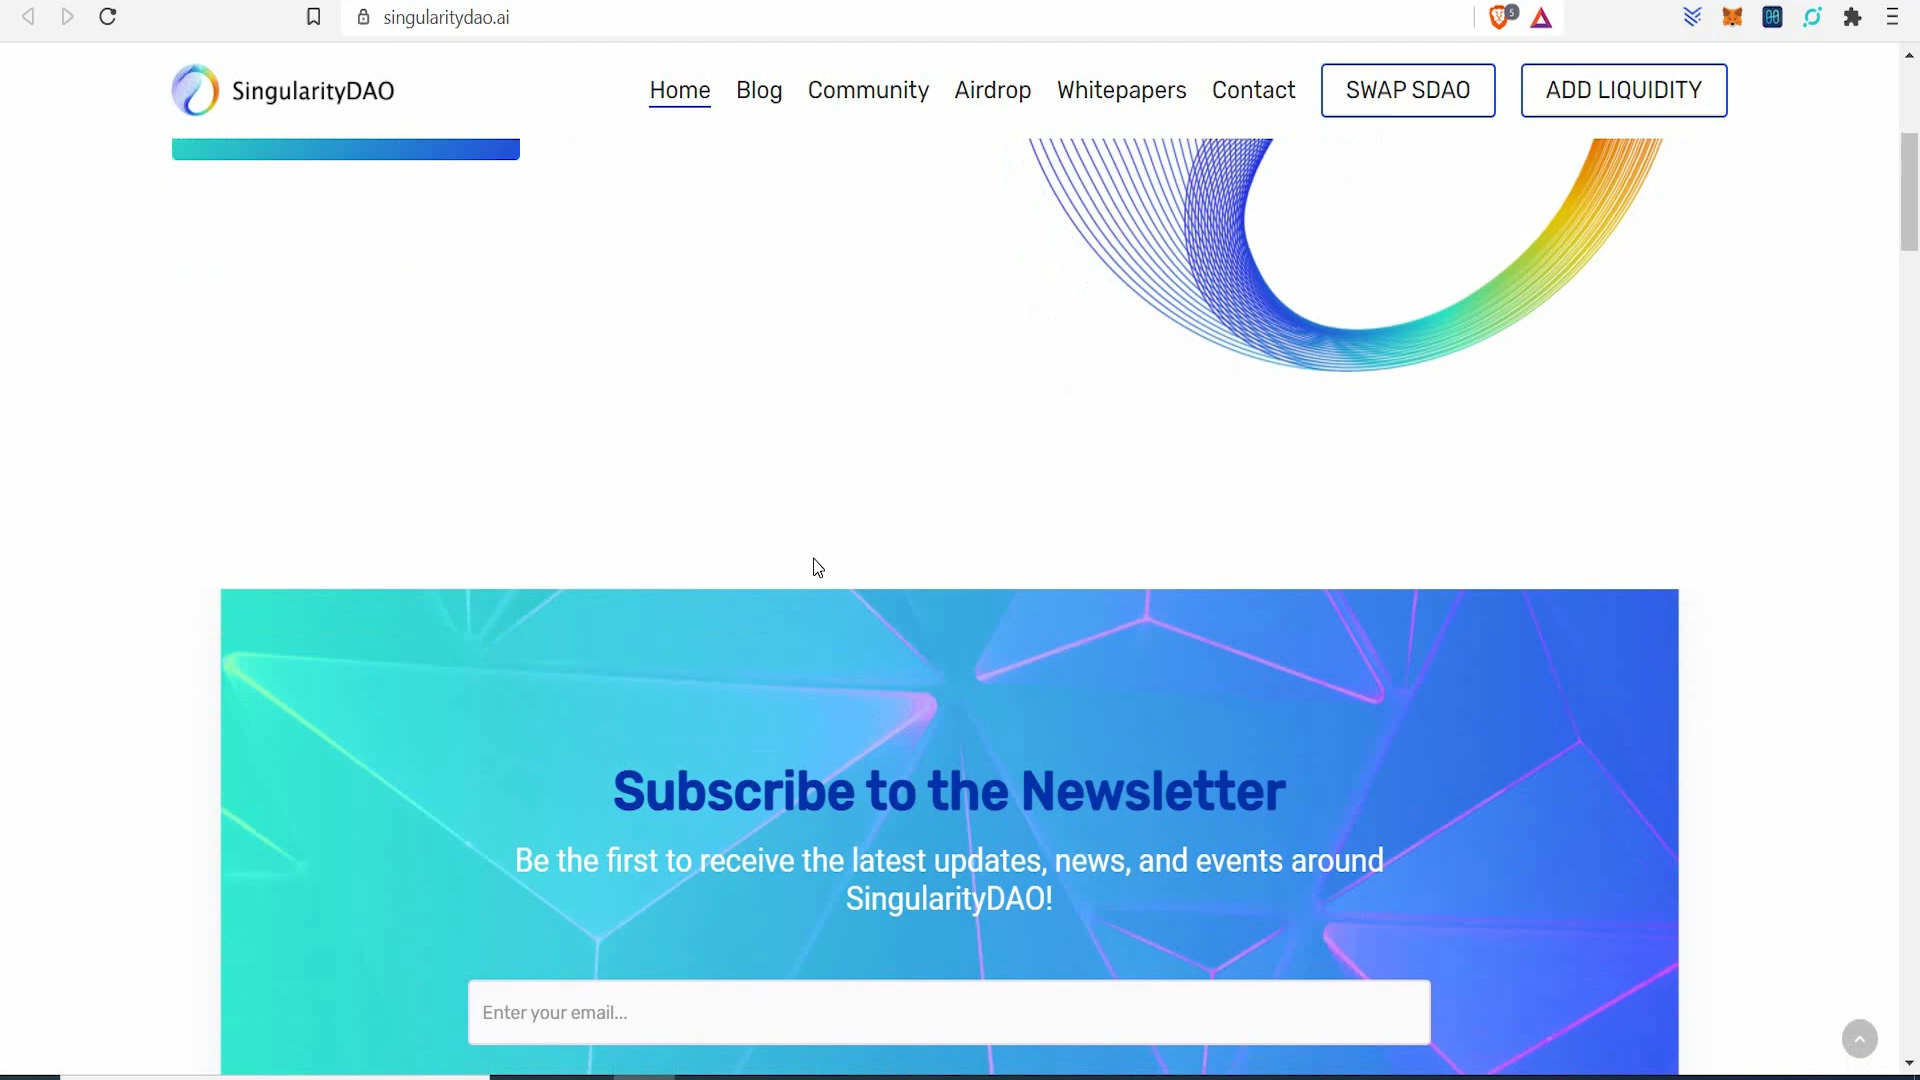 singularitydao.ai
5
SingularityDAO
Home Blog Community Airdrop Whitepapers Contact SWAP SDAO ADD LIQUIDITY
Subscribe to the Newsletter
Be the first to receive the latest updates, news, and events around
SingularityDAO!
Enter your email...